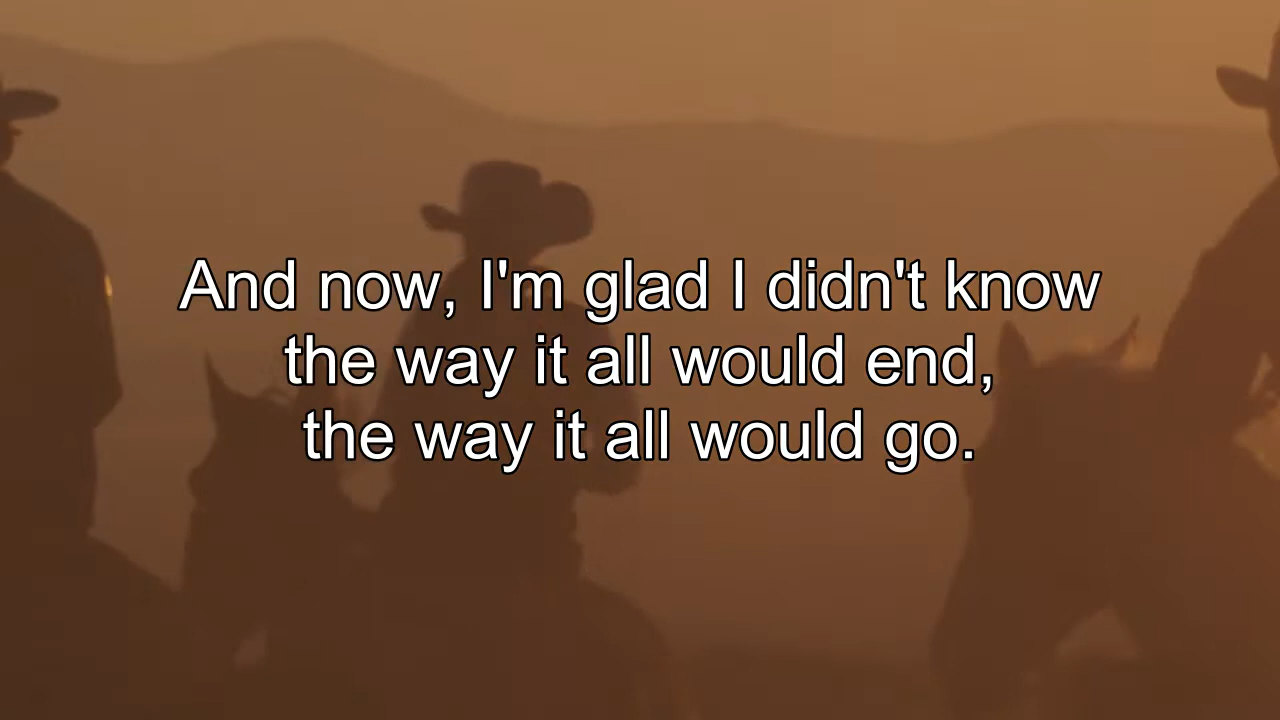 And now, I'm glad I didn't know
the way it all would end,
the way it all would go.